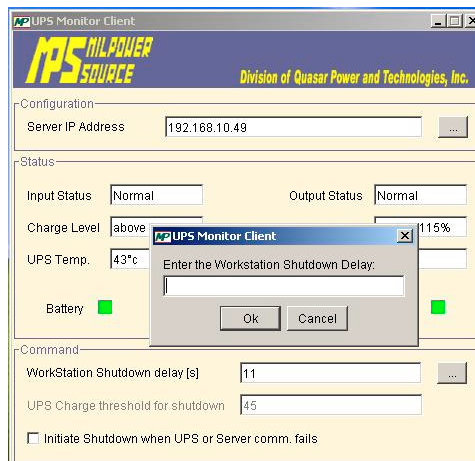 UPS Monitor Client
MPS MILPOWER
SOURCE
Division of Quasar Power and Technologies, Inc.
Configuration
Server IP Address 192.168.10.49 ...
Status
Input Status Normal Output Status Normal
Charge Level above 115%
UPS Monitor Client
UPS Temp. 43°c
Enter the Workstation Shutdown Delay:
Battery
Ok Cancel
Command
WorkStation Shutdown delay [s] 11 ...
UPS Charge threshold for shutdown 45
Initiate Shutdown when UPS or Server comm. fails